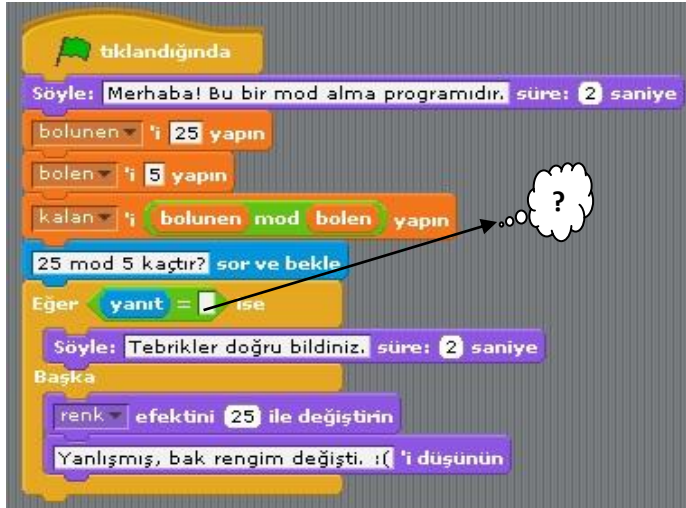 tıklandığında
Söyle: Merhaba! Bu bir mod alma programıdır. süre: 2 saniye
bolunen 'i 25 yapın
bolen 'i 5 yapın
kalan 'i bolunen mod bolen yapın
?
25 mod 5 kaçtır? sor ve bekle
Eğer yanıt = ise
Söyle: Tebrikler doğru bildiniz. süre: 2 saniye
Başka
renk efektini 25 ile değiştirin
Yanlışmış, bak rengim değişti. :( 'i düşünün